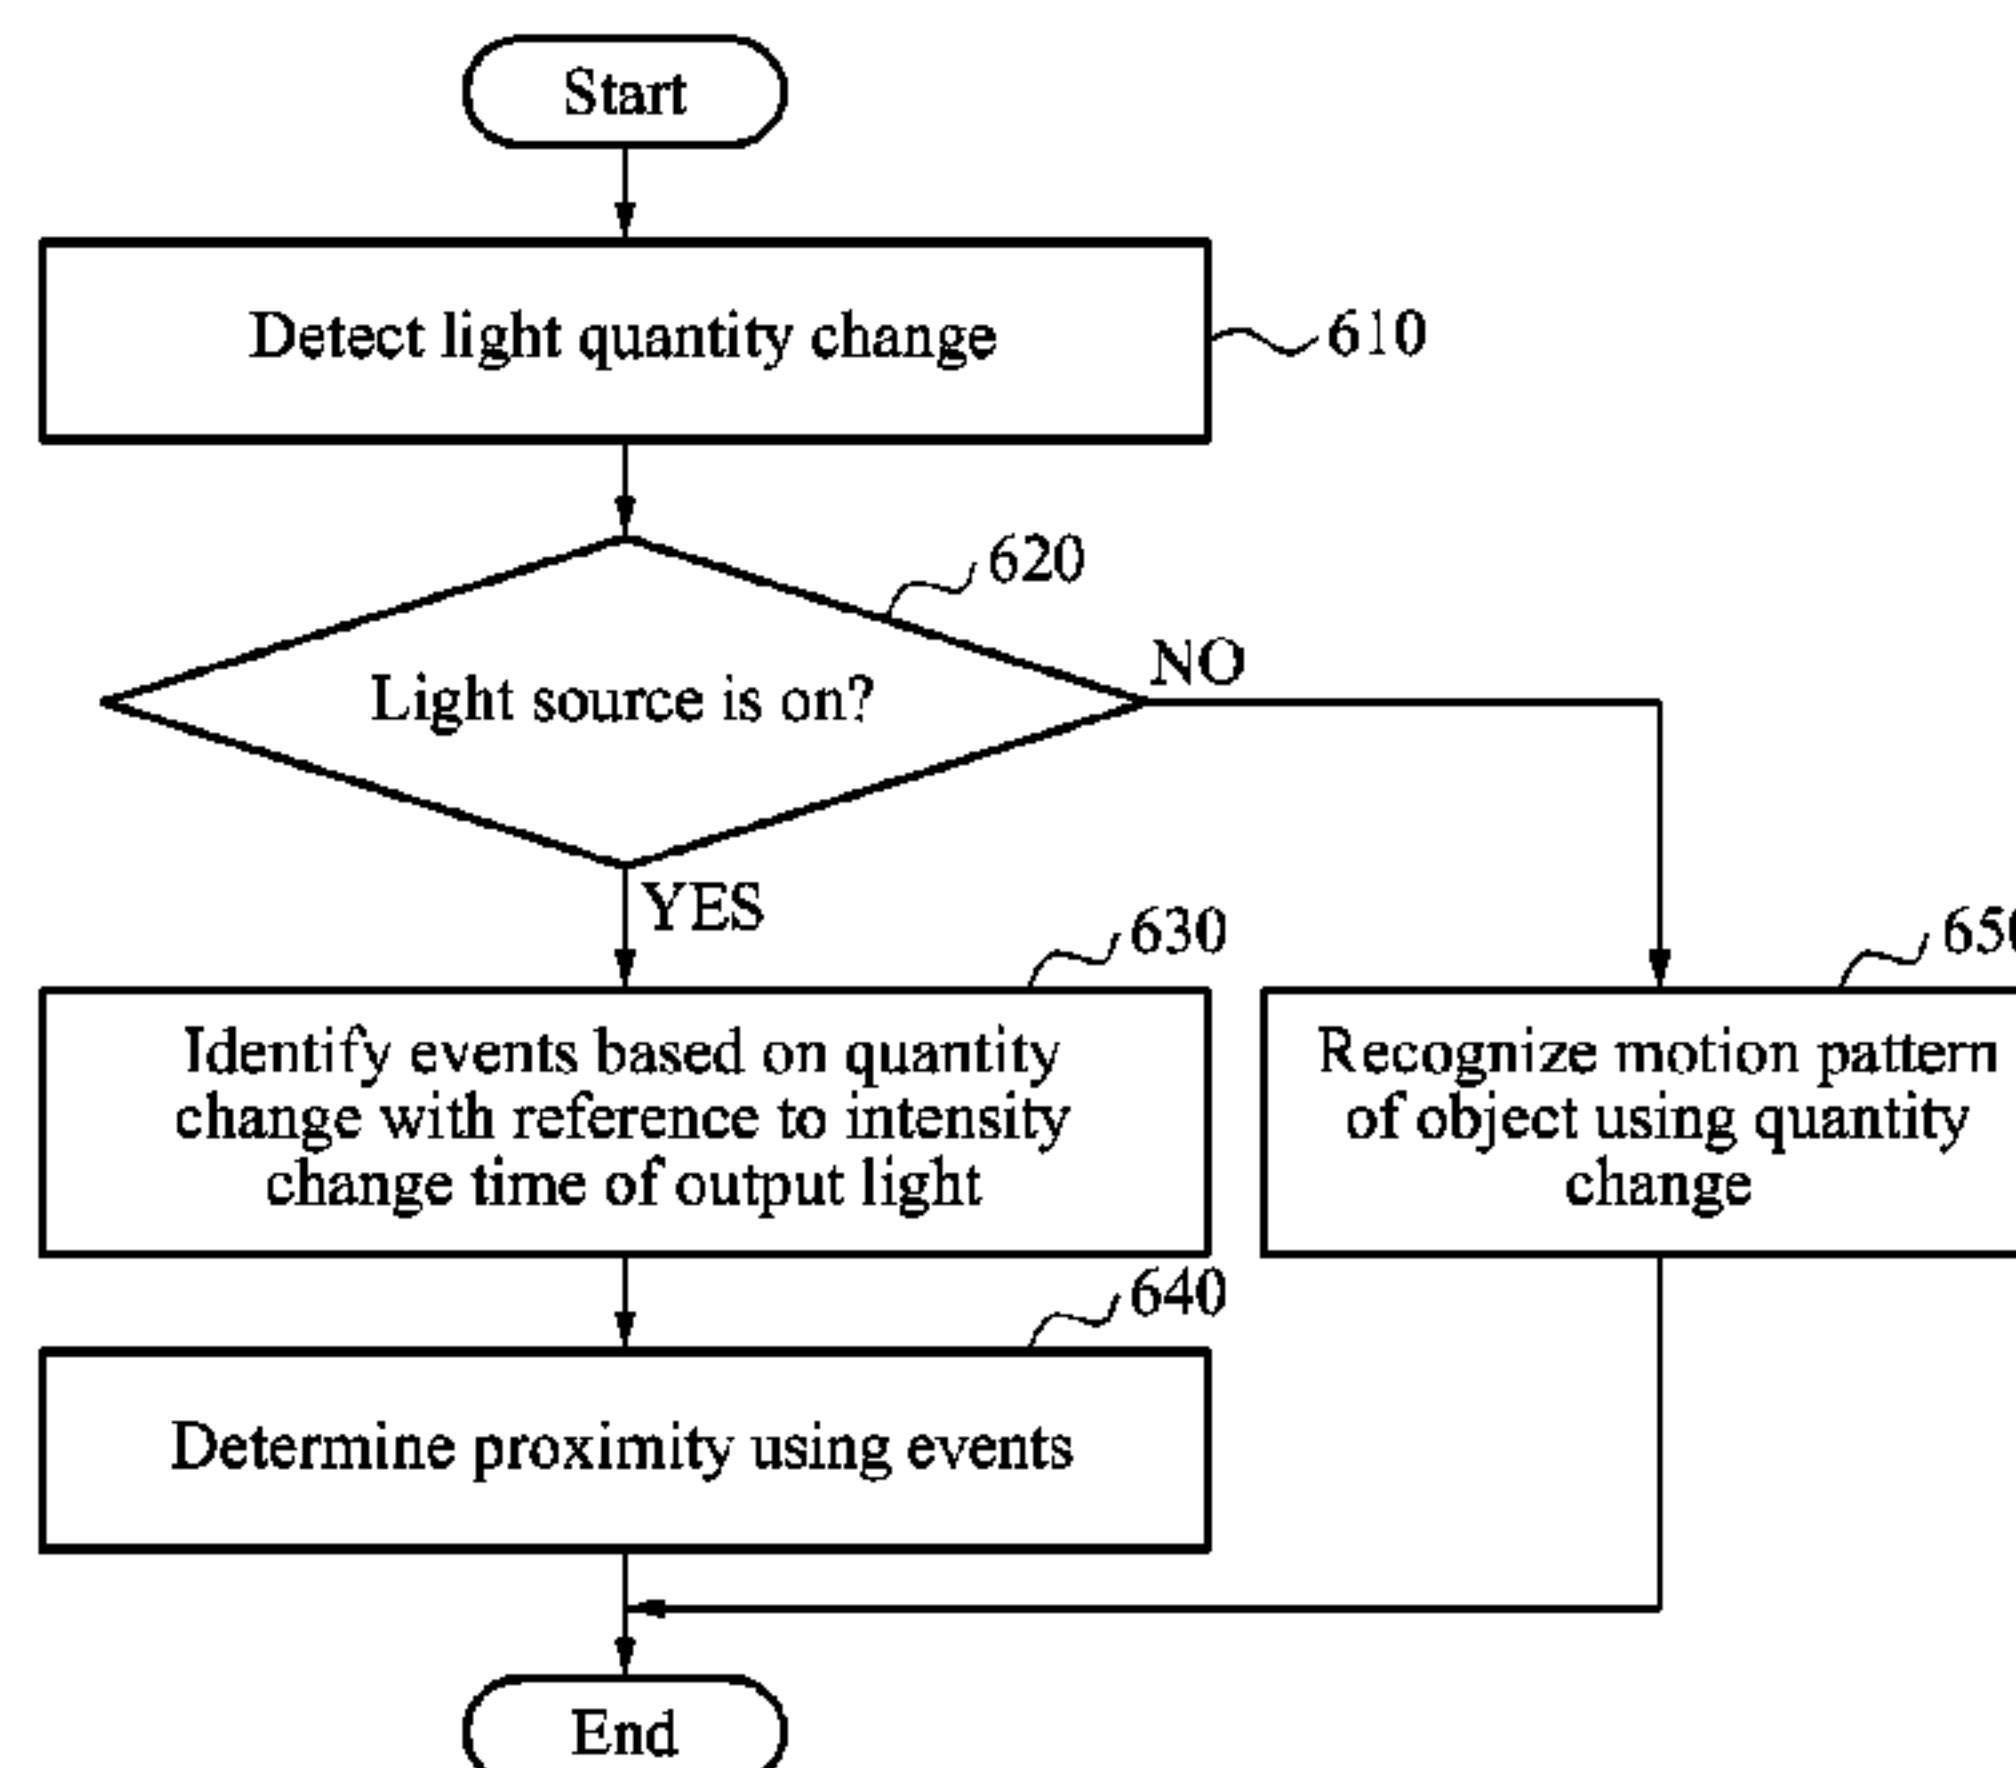 Start
Detect light quantity change
610
620
Light source is on?
NO
YES
630
Identify events based on quantity
change with reference to intensity
change time of output light
Recognize motion pattern
of object using quantity
change
640
Determine proximity using events
End